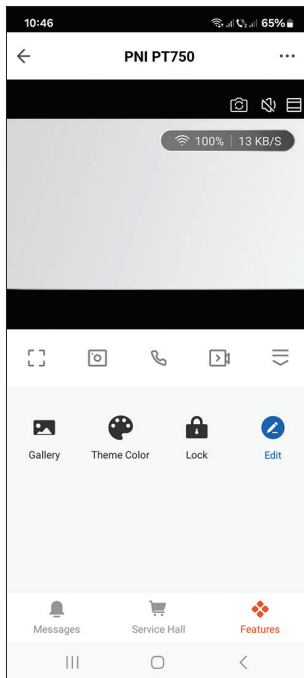 10:46 65%
PNI PT750
100% | 13 KB/S
Gallery Theme Color Lock Edit
Messages Service Hall Features